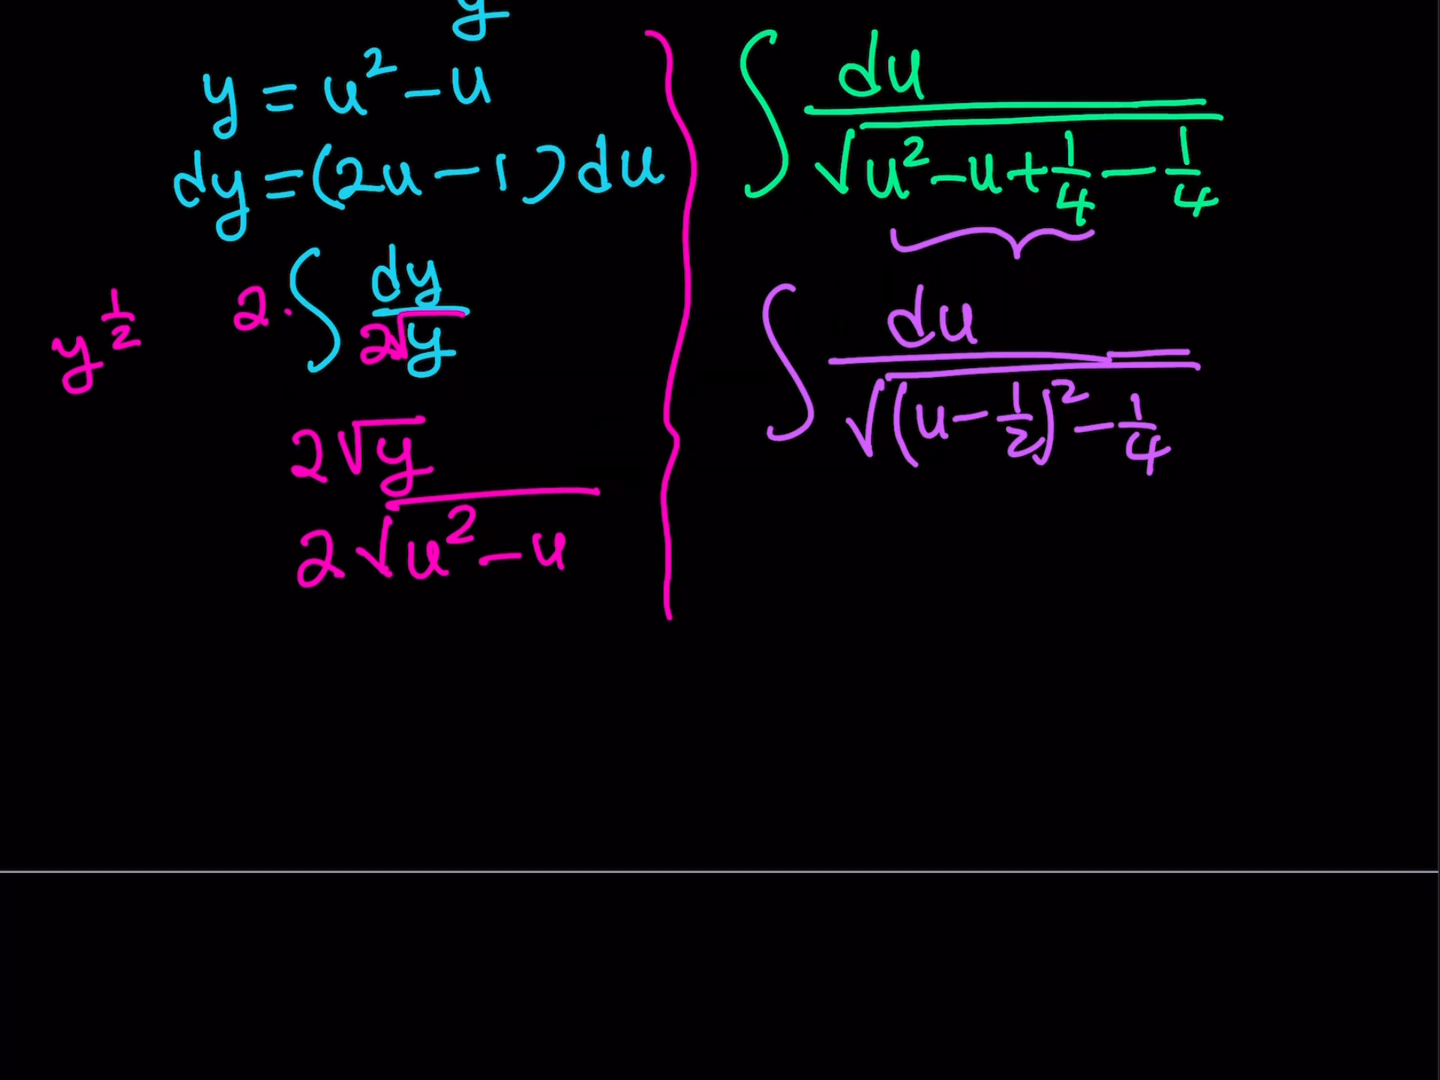 y
y = u² - u
dy = (2u - 1) du
y^(1/2) 2 · ∫ dy / (2√y)
2√y
2√(u² - u)
∫ du / √(u² - u + 1/4 - 1/4)
∫ du / √((u - 1/2)² - 1/4)